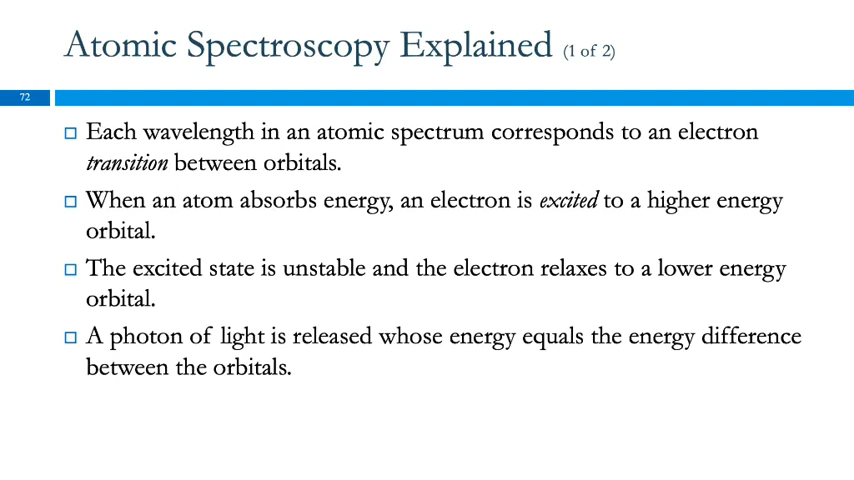 Atomic Spectroscopy Explained (1 of 2)
72
Each wavelength in an atomic spectrum corresponds to an electron
transition between orbitals.
When an atom absorbs energy, an electron is excited to a higher energy
orbital.
The excited state is unstable and the electron relaxes to a lower energy
orbital.
A photon of light is released whose energy equals the energy difference
between the orbitals.